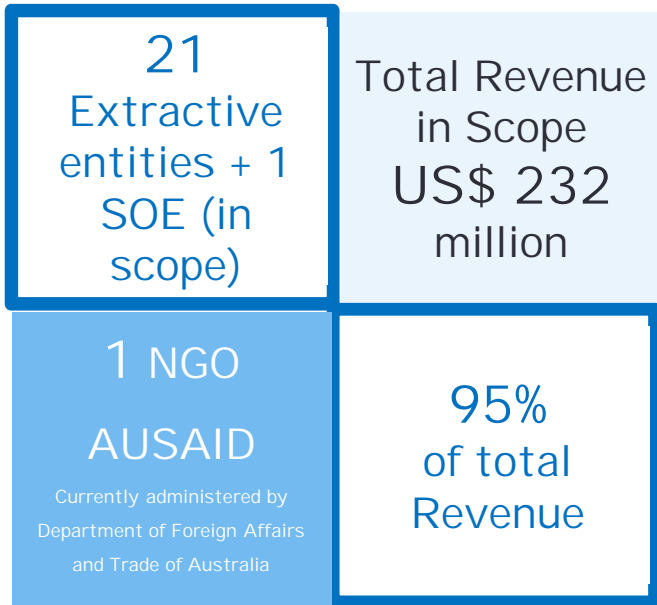 21
Extractive
entities + 1
SOE (in
scope)
Total Revenue
in Scope
US$ 232
million
1 NGO
AUSAID
Currently administered by
Department of Foreign Affairs
and Trade of Australia
95%
of total
Revenue